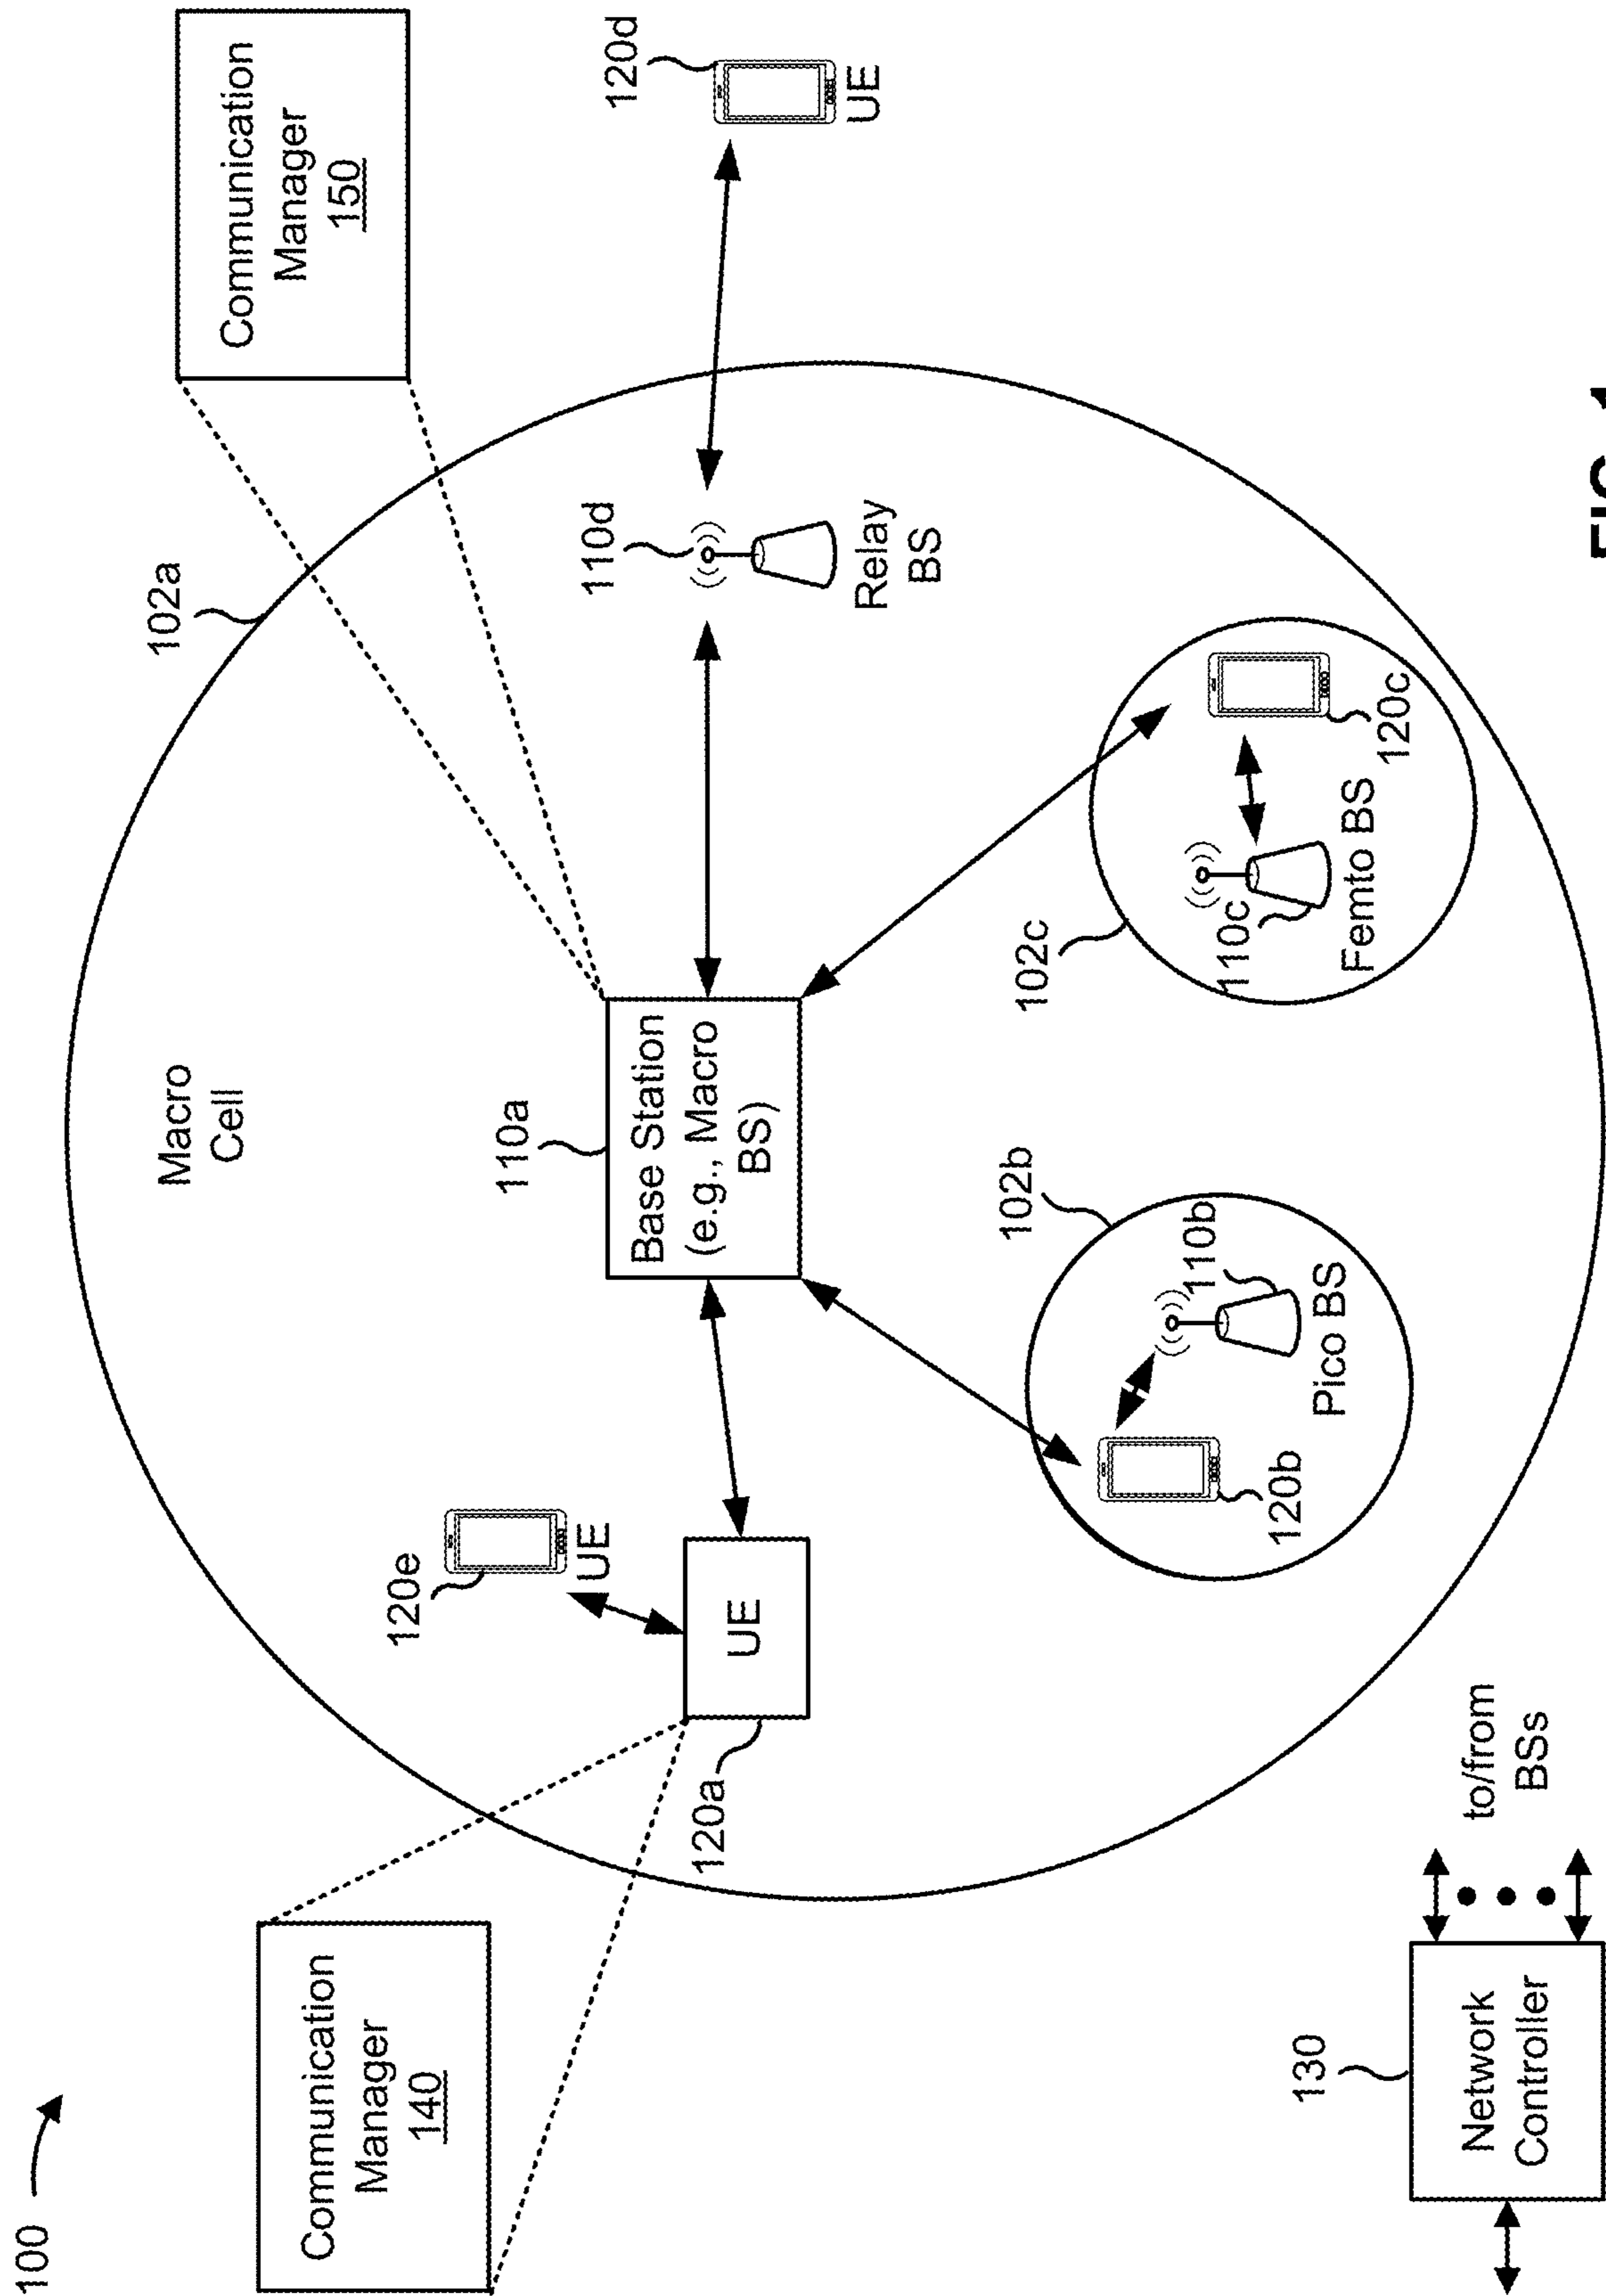 100
Communication
Manager
140
Communication
Manager
150
102a
Macro
Cell
120e
UE
120a
UE
110a
Base Station
(e.g., Macro
BS)
110d
Relay
BS
120d
UE
102b
110b
Pico BS
120b
102c
110c
Femto BS
120c
130
Network
Controller
to/from
BSs
FIG. 1